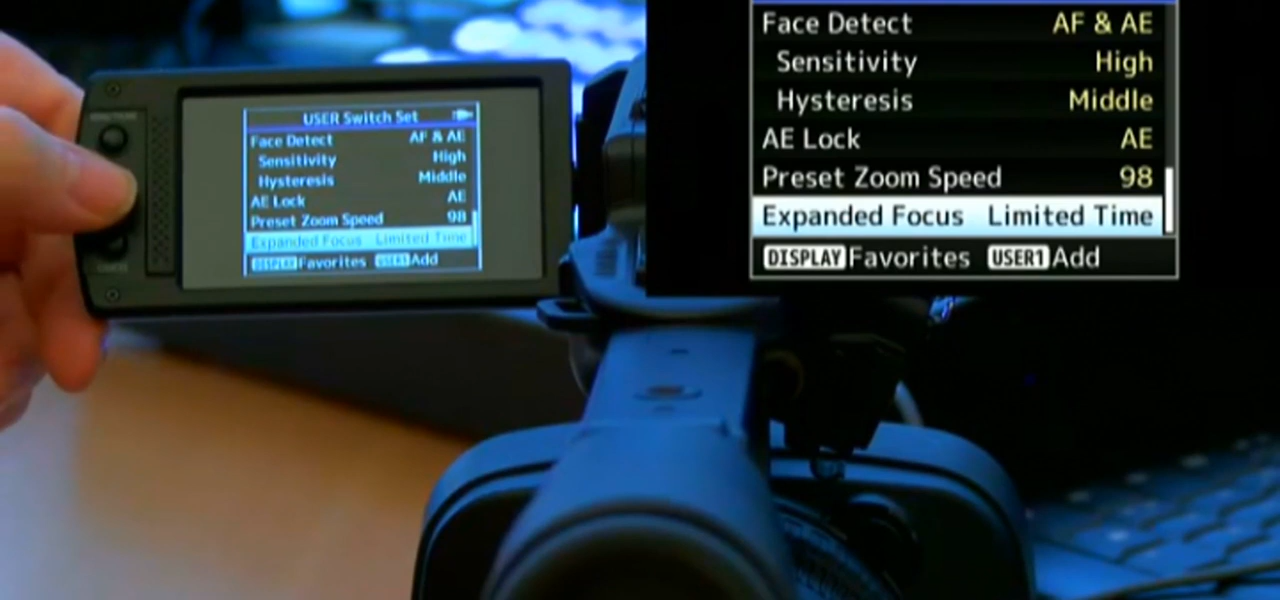 USER Switch Set
Face Detect AF & AE
Sensitivity High
Hysteresis Middle
AE Lock AE
Preset Zoom Speed 98
Expanded Focus Limited Time
DISPLAY Favorites USER1 Add
Face Detect AF & AE
Sensitivity High
Hysteresis Middle
AE Lock AE
Preset Zoom Speed 98
Expanded Focus Limited Time
DISPLAY Favorites USER1 Add